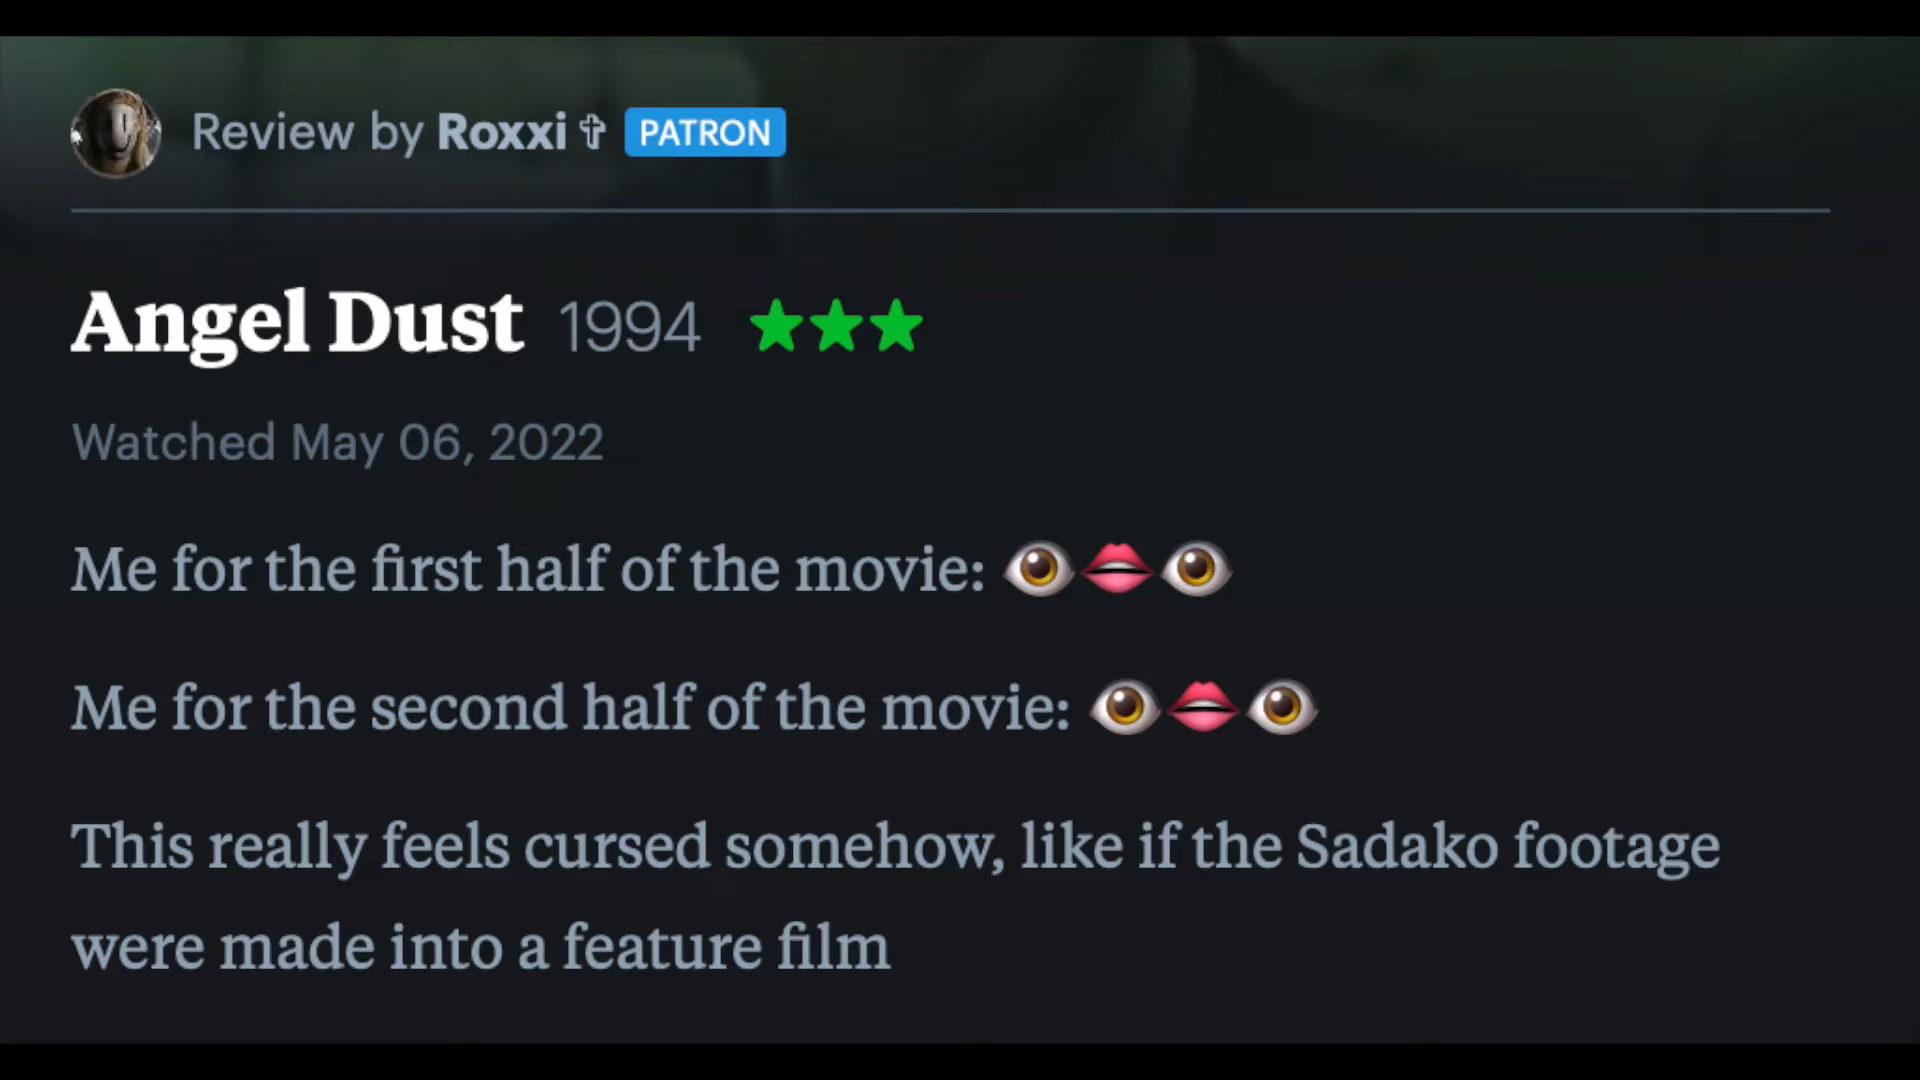 Review by Roxxi ✞ PATRON
Angel Dust 1994 ★★★
Watched May 06, 2022
Me for the first half of the movie: 👁️👄👁️
Me for the second half of the movie: 👁️👄👁️
This really feels cursed somehow, like if the Sadako footage
were made into a feature film